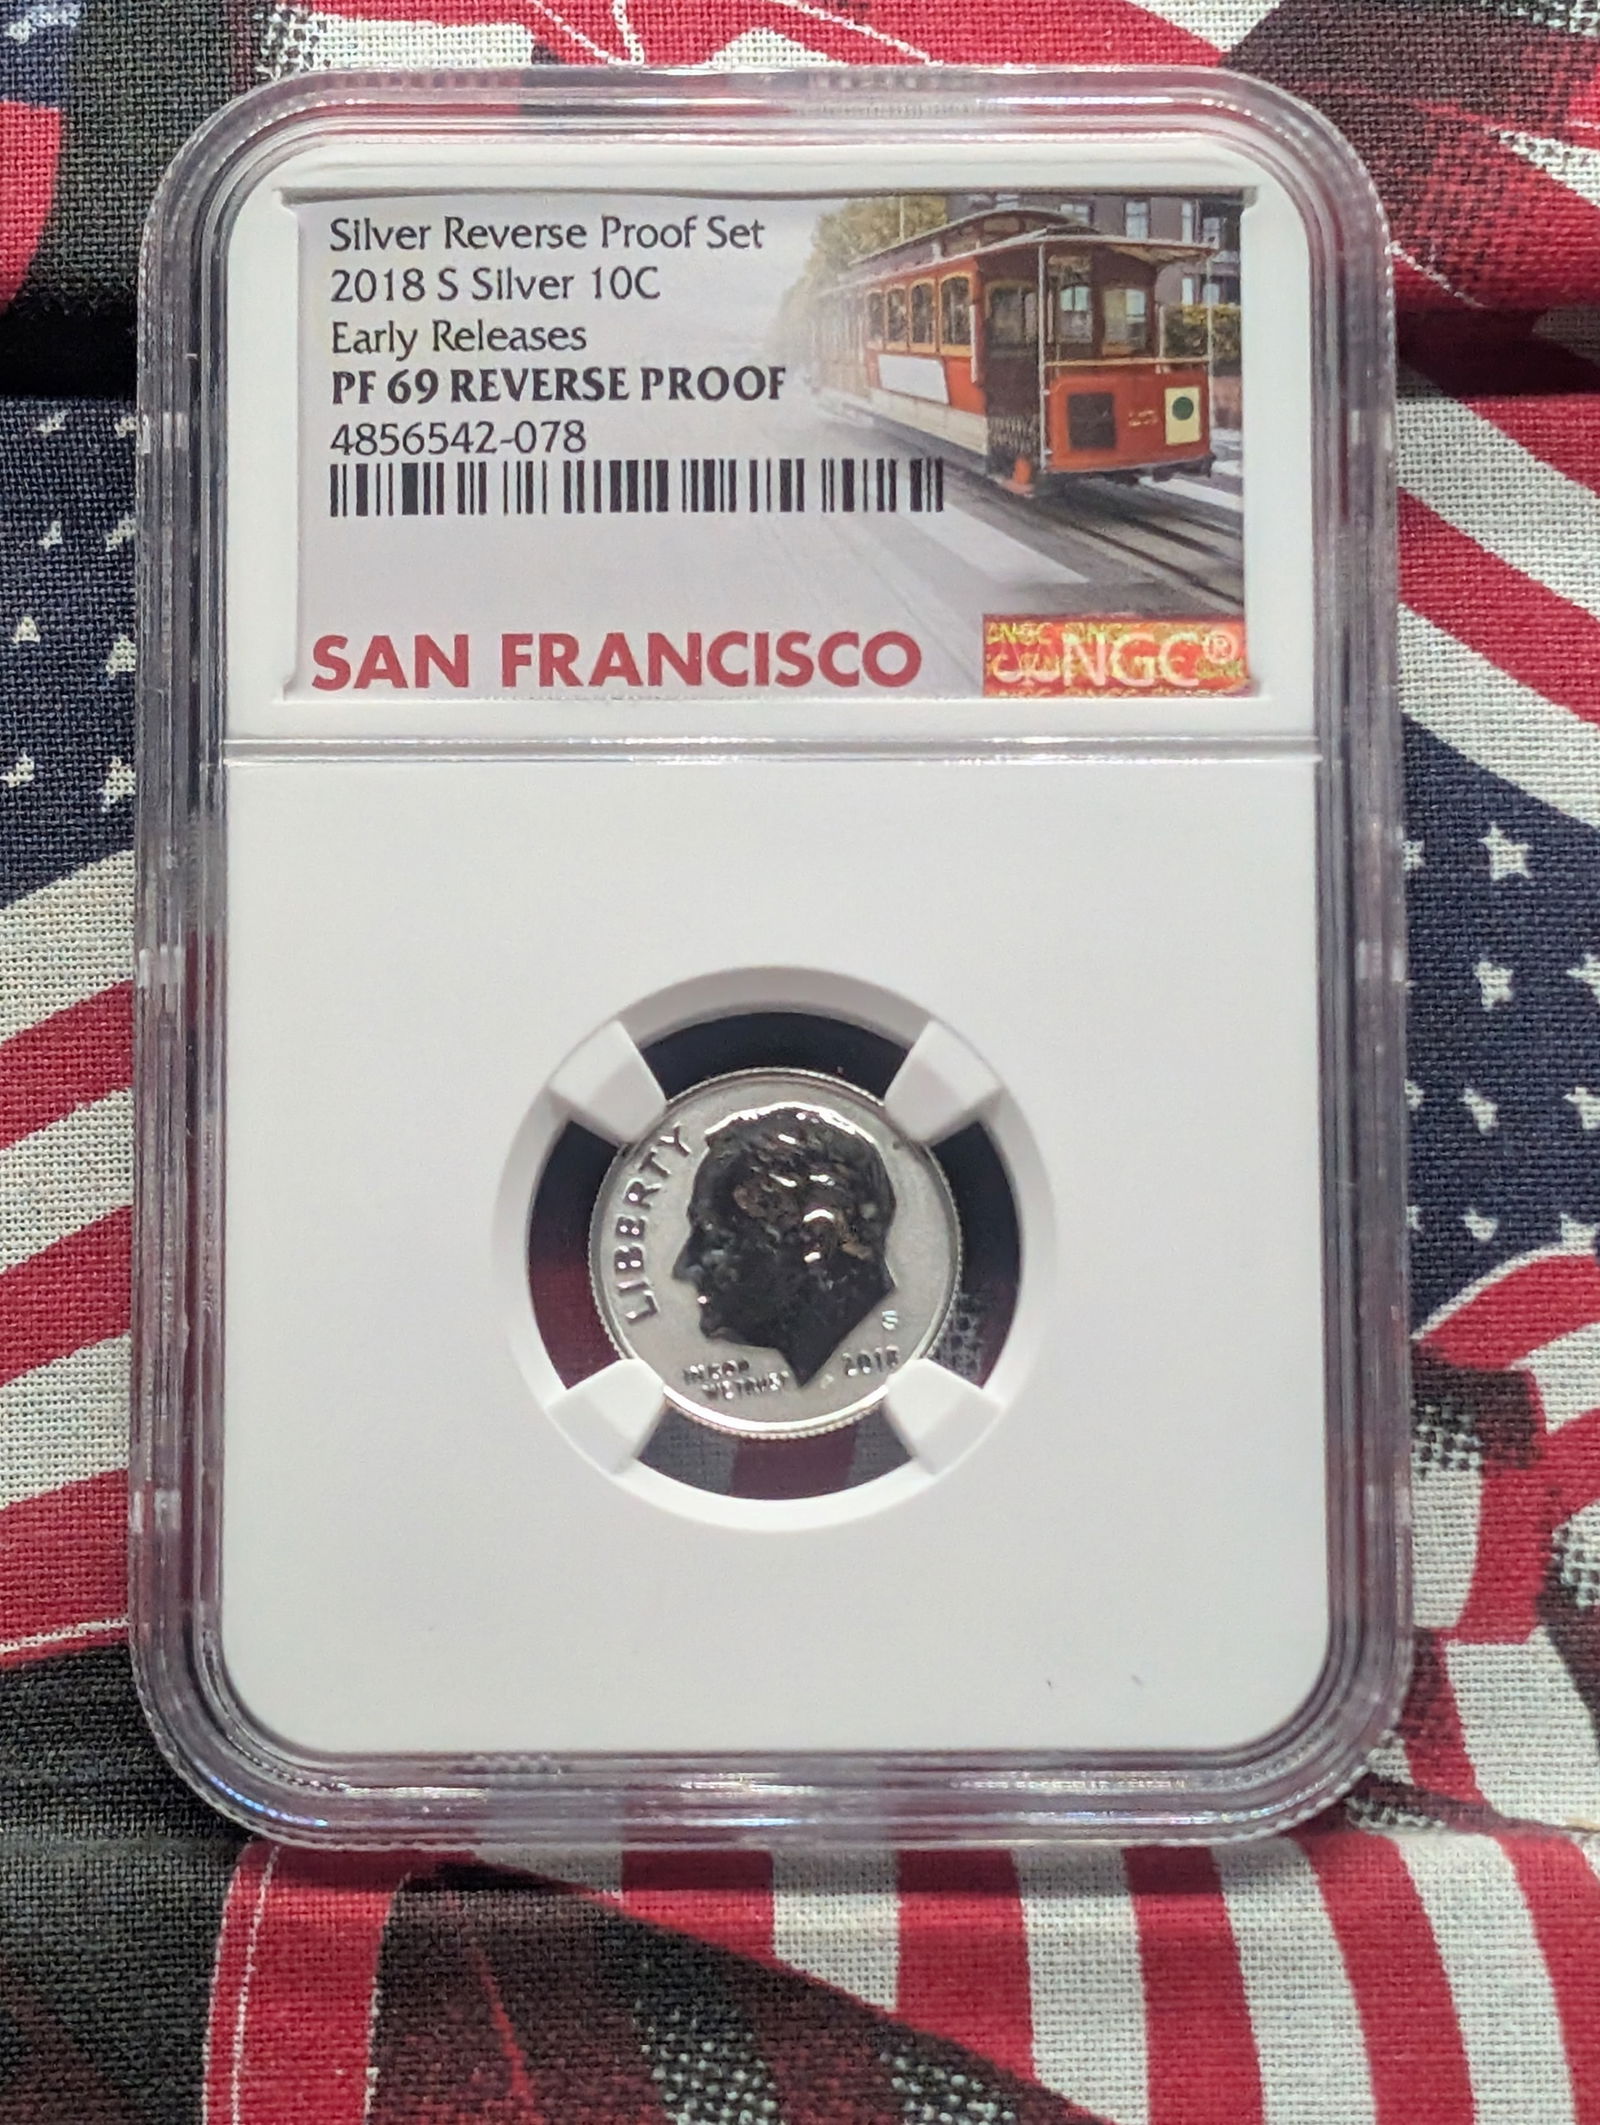 Silver Reverse Proof Set
2018 S Silver 10C
Early Releases
PF 69 REVERSE PROOF
4856542-078
SAN FRANCISCO
NGC®
LIBERTY
S
IN GOD
WE TRUST
2018